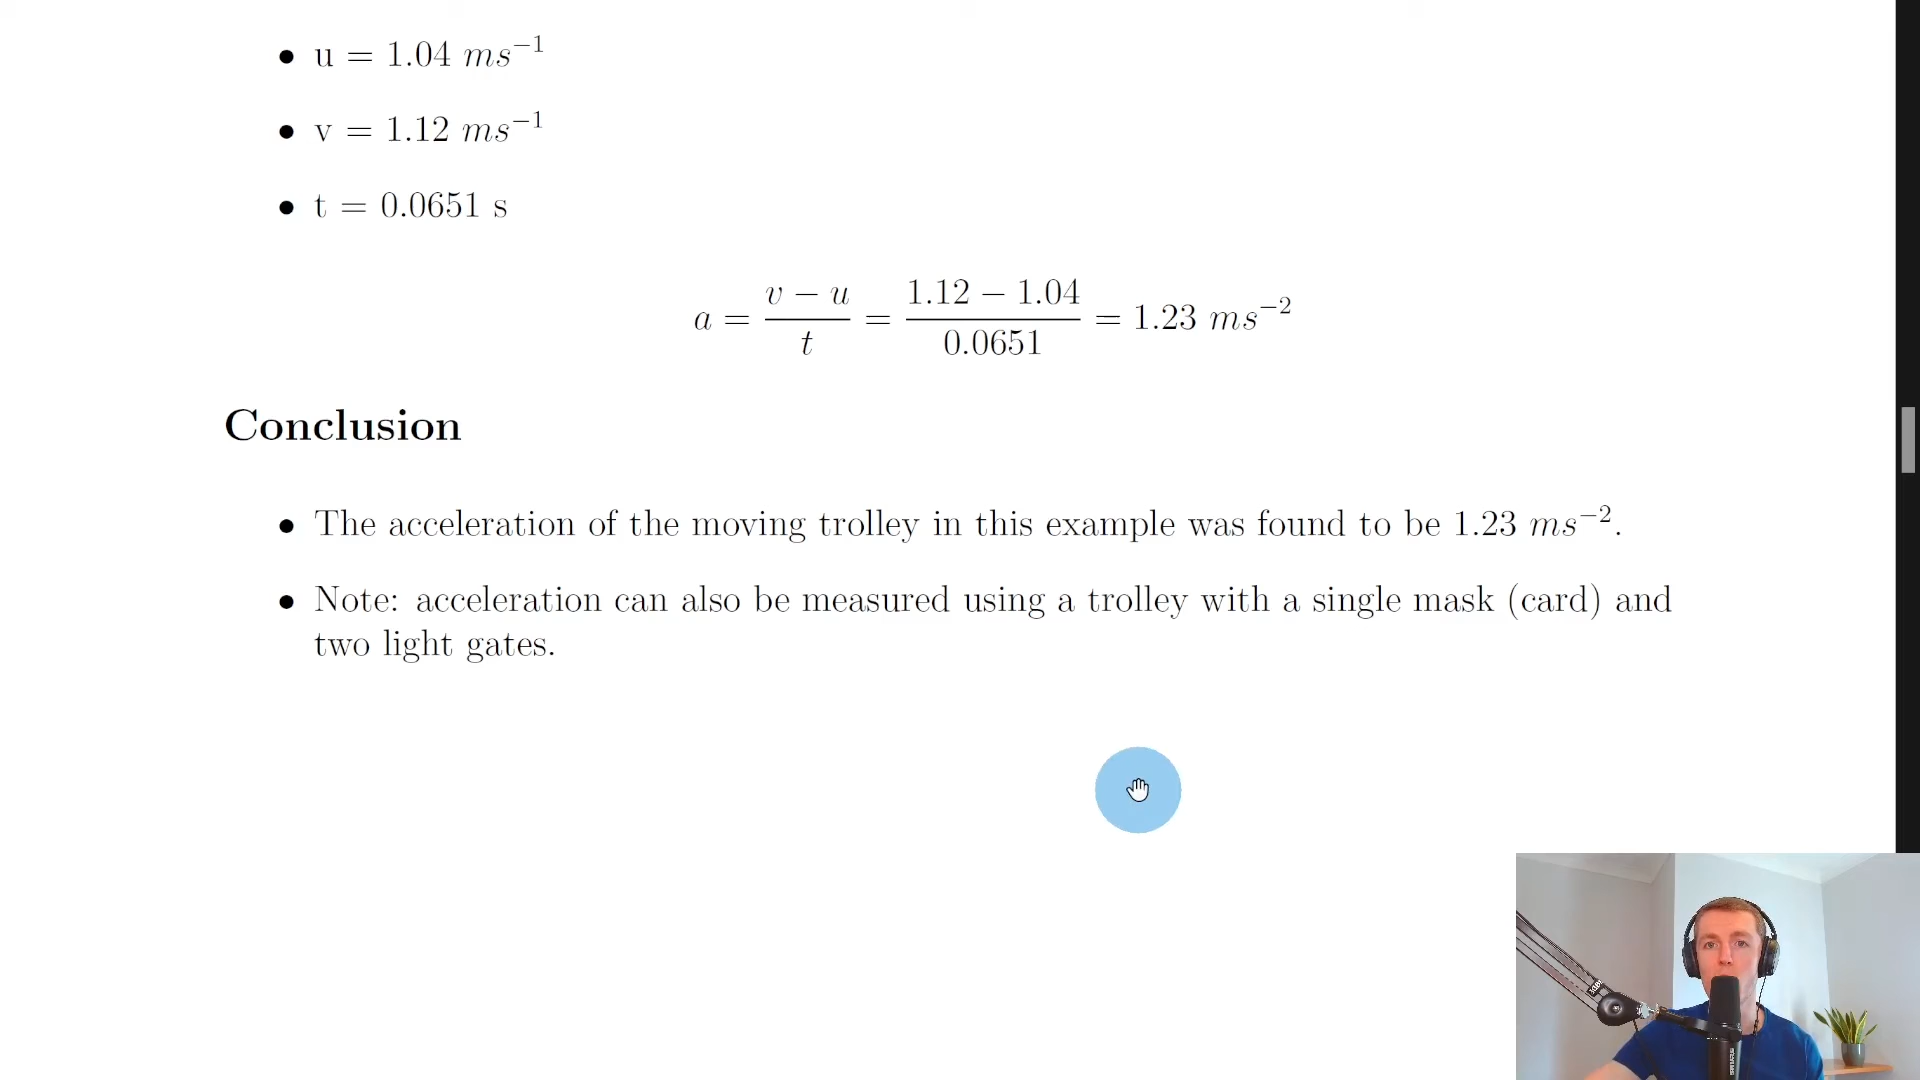 • u = 1.04 ms⁻¹
• v = 1.12 ms⁻¹
• t = 0.0651 s
a = (v − u)/t = (1.12 − 1.04)/0.0651 = 1.23 ms⁻²
Conclusion
• The acceleration of the moving trolley in this example was found to be 1.23 ms⁻².
• Note: acceleration can also be measured using a trolley with a single mask (card) and
two light gates.